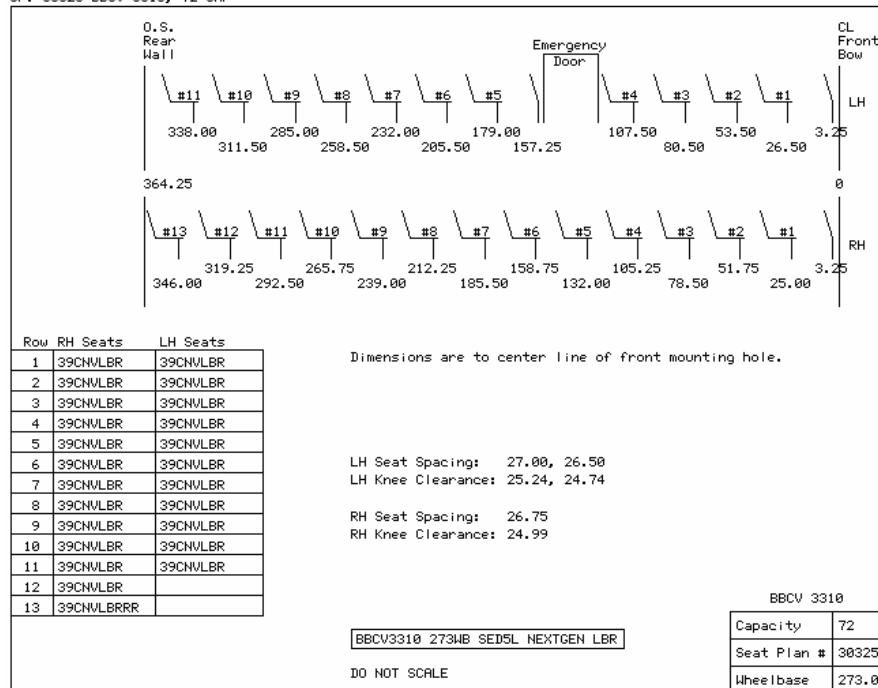 O.S.
Rear
Wall
Emergency
Door
CL
Front
Bow
#11 #10 #9 #8 #7 #6 #5 #4 #3 #2 #1 LH
338.00 285.00 232.00 179.00 107.50 53.50 3.25
311.50 258.50 205.50 157.25 80.50 26.50
364.25 0
#13 #12 #11 #10 #9 #8 #7 #6 #5 #4 #3 #2 #1 RH
319.25 265.75 212.25 158.75 105.25 51.75 3.25
346.00 292.50 239.00 185.50 132.00 78.50 25.00
Row RH Seats LH Seats
1 39CNVLBR 39CNVLBR
2 39CNVLBR 39CNVLBR
3 39CNVLBR 39CNVLBR
4 39CNVLBR 39CNVLBR
5 39CNVLBR 39CNVLBR
6 39CNVLBR 39CNVLBR
7 39CNVLBR 39CNVLBR
8 39CNVLBR 39CNVLBR
9 39CNVLBR 39CNVLBR
10 39CNVLBR 39CNVLBR
11 39CNVLBR 39CNVLBR
12 39CNVLBR
13 39CNVLBRRR
Dimensions are to center line of front mounting hole.
LH Seat Spacing: 27.00, 26.50
LH Knee Clearance: 25.24, 24.74
RH Seat Spacing: 26.75
RH Knee Clearance: 24.99
BBCV3310 273WB SED5L NEXTGEN LBR
DO NOT SCALE
BBCV 3310
Capacity 72
Seat Plan # 30325
Wheelbase 273.0